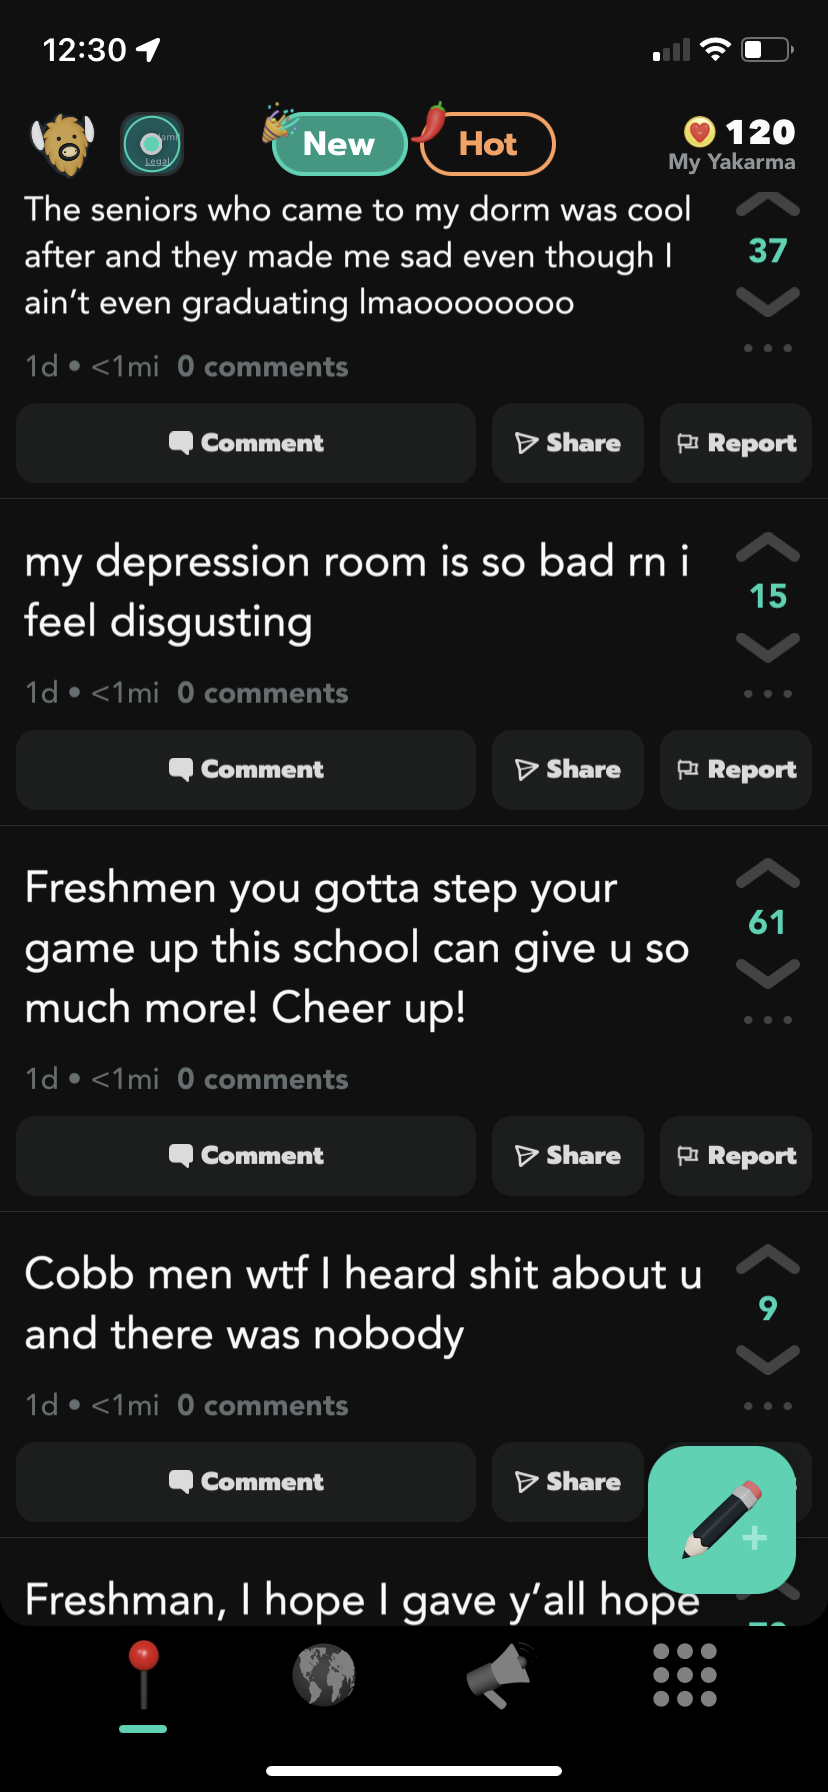 12:30
New
Hot
120
My Yakarma
Legal
The seniors who came to my dorm was cool
after and they made me sad even though I
ain't even graduating lmaoooooooo
37
1d • <1mi 0 comments
Comment
Share
Report
my depression room is so bad rn i
feel disgusting
15
1d • <1mi 0 comments
Comment
Share
Report
Freshmen you gotta step your
game up this school can give u so
much more! Cheer up!
61
1d • <1mi 0 comments
Comment
Share
Report
Cobb men wtf I heard shit about u
and there was nobody
9
1d • <1mi 0 comments
Comment
Share
Freshman, I hope I gave y'all hope